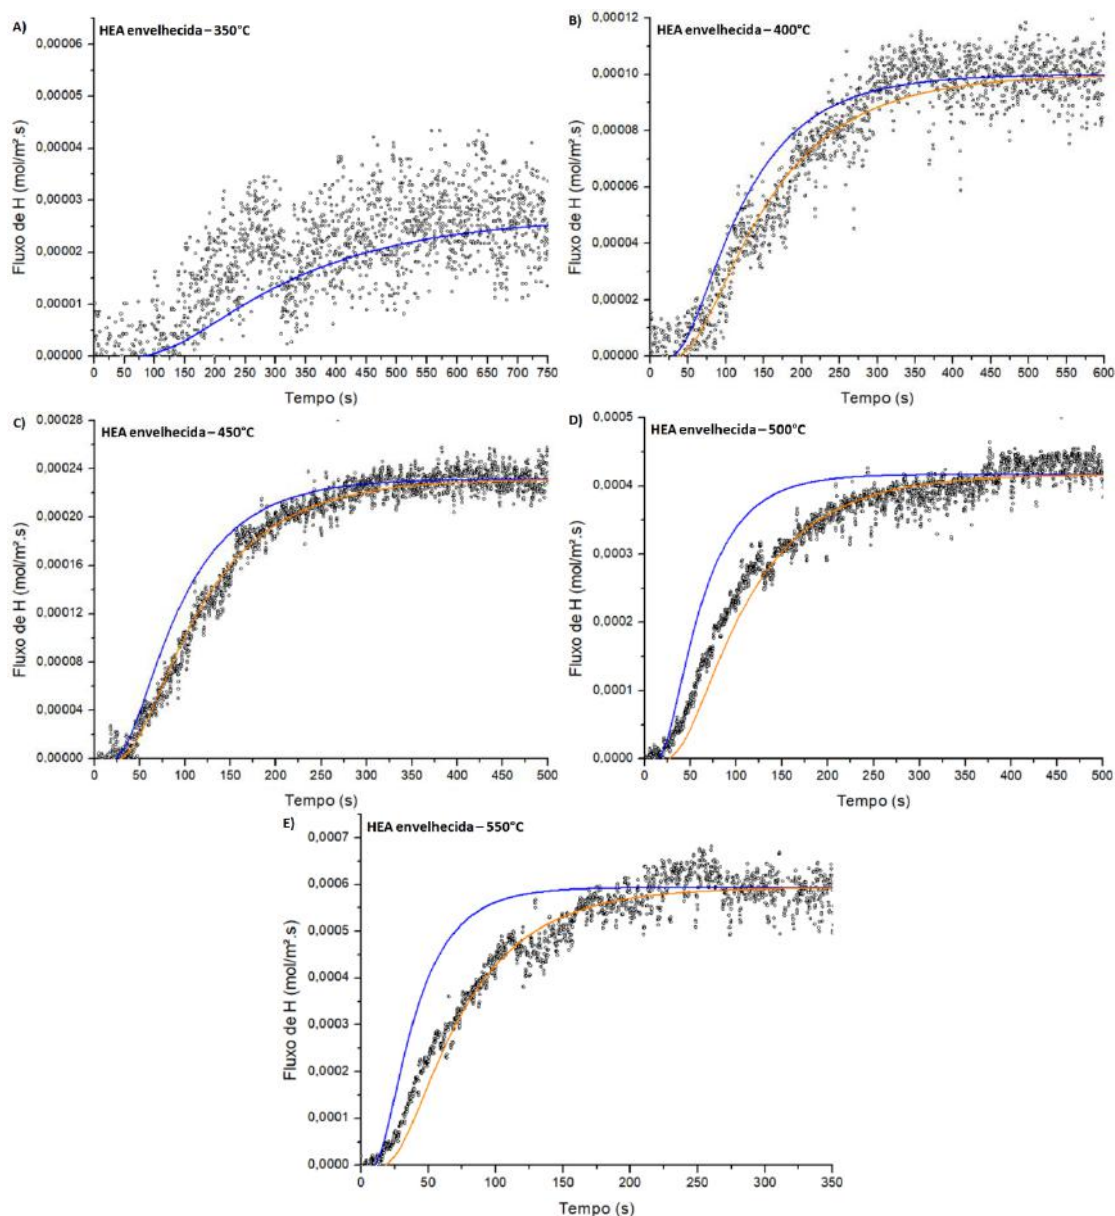 A)
HEA envelhecida – 350°C
0,00006
0,00005
0,00004
0,00003
0,00002
0,00001
0,00000
Fluxo de H (mol/m².s)
0 50 100 150 200 250 300 350 400 450 500 550 600 650 700 750
Tempo (s)
B)
HEA envelhecida – 400°C
0,00012
0,00010
0,00008
0,00006
0,00004
0,00002
0,00000
Fluxo de H (mol/m².s)
0 50 100 150 200 250 300 350 400 450 500 550 600
Tempo (s)
C)
HEA envelhecida – 450°C
0,00028
0,00024
0,00020
0,00016
0,00012
0,00008
0,00004
0,00000
Fluxo de H (mol/m².s)
0 50 100 150 200 250 300 350 400 450 500
Tempo (s)
D)
HEA envelhecida – 500°C
0,0005
0,0004
0,0003
0,0002
0,0001
0,0000
Fluxo de H (mol/m².s)
0 50 100 150 200 250 300 350 400 450 500
Tempo (s)
E)
HEA envelhecida – 550°C
0,0007
0,0006
0,0005
0,0004
0,0003
0,0002
0,0001
0,0000
Fluxo de H (mol/m².s)
0 50 100 150 200 250 300 350
Tempo (s)